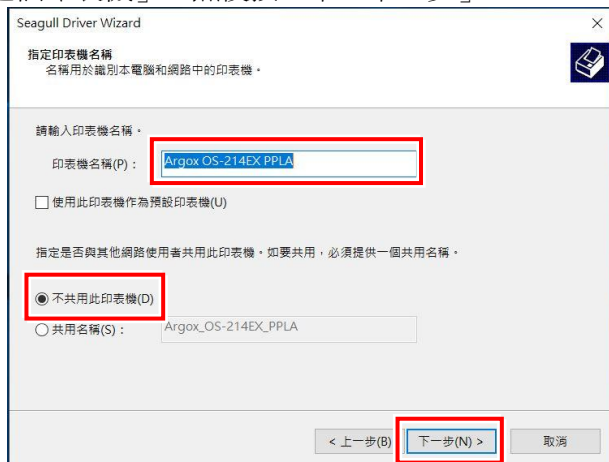 Seagull Driver Wizard
指定印表機名稱
名稱用於識別本電腦和網路中的印表機。
請輸入印表機名稱。
印表機名稱(P)： Argox OS-214EX PPLA
使用此印表機作為預設印表機(U)
指定是否與其他網路使用者共用此印表機。如要共用，必須提供一個共用名稱。
不共用此印表機(D)
共用名稱(S)： Argox_OS-214EX_PPLA
< 上一步(B) 下一步(N) > 取消